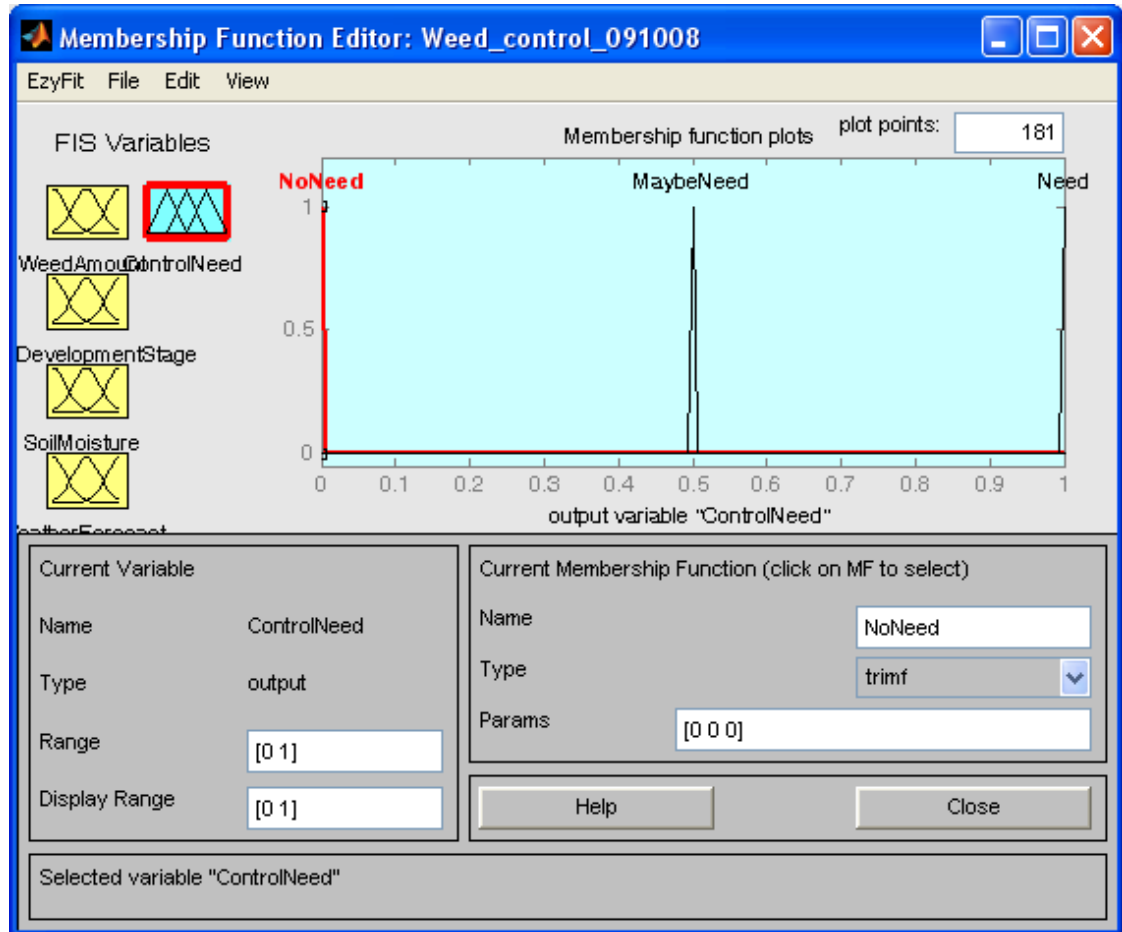 Membership Function Editor: Weed_control_091008
EzyFit File Edit View
FIS Variables
WeedAmount
ControlNeed
DevelopmentStage
SoilMoisture
Membership function plots
plot points: 181
NoNeed MaybeNeed Need
1
0.5
0
0 0.1 0.2 0.3 0.4 0.5 0.6 0.7 0.8 0.9 1
output variable "ControlNeed"
Current Variable
Name ControlNeed
Type output
Range [0 1]
Display Range [0 1]
Current Membership Function (click on MF to select)
Name NoNeed
Type trimf
Params [0 0 0]
Help Close
Selected variable "ControlNeed"